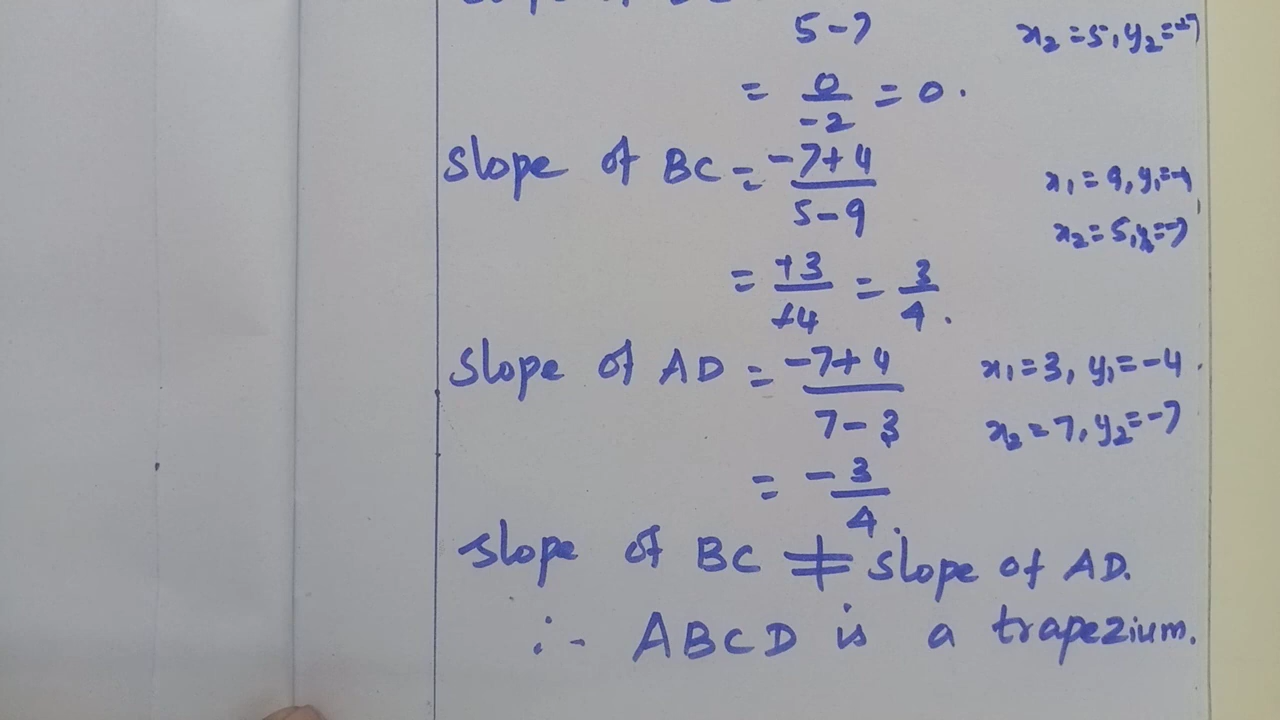 5-7 x₂=5, y₂=-7
= 0/-2 = 0.
Slope of BC = -7+4/5-9 x₁=9, y₁=-4
x₂=5, y₂=-7
= +3/+4 = 3/4.
Slope of AD = -7+4/7-3 x₁=3, y₁=-4.
x₂=7, y₂=-7
= -3/4.
Slope of BC ≠ Slope of AD.
∴- ABCD is a trapezium.